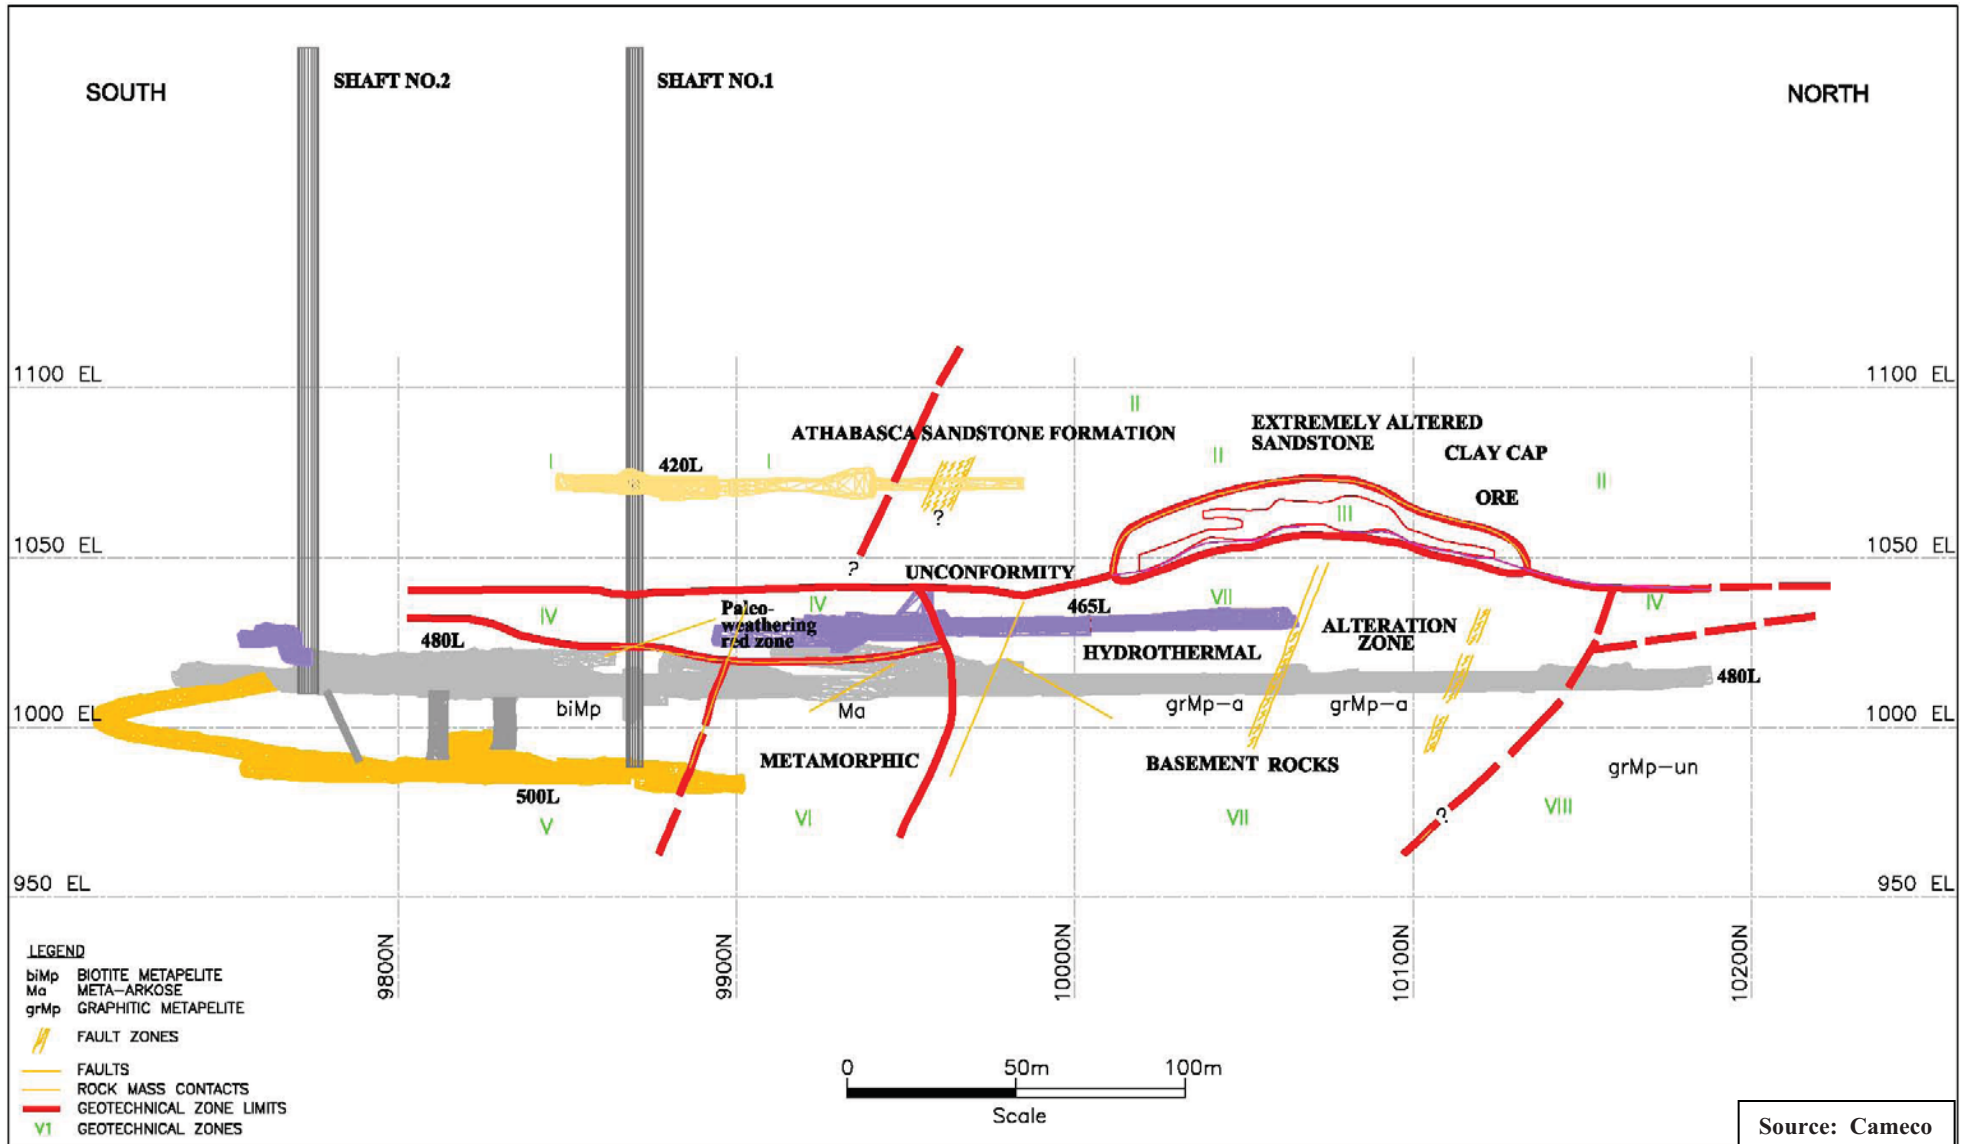 SHAFT NO.2
SHAFT NO.1
SOUTH
NORTH
1100 EL
1100 EL
II
EXTREMELY ALTERED
SANDSTONE
ATHABASCA SANDSTONE FORMATION
CLAY CAP
I
420L
I
II
II
ORE
III
?
1050 EL
1050 EL
?
UNCONFORMITY
IV
Paleo-
weathering
red zone
IV
465L
VII
IV
ALTERATION
ZONE
480L
HYDROTHERMAL
480L
biMp
Ma
grMp-a
grMp-a
1000 EL
1000 EL
METAMORPHIC
BASEMENT ROCKS
grMp-un
500L
V
VI
VII
?
VIII
950 EL
950 EL
9800N
9900N
10000N
10100N
10200N
LEGEND
biMp BIOTITE METAPELITE
Ma META-ARKOSE
grMp GRAPHITIC METAPELITE
FAULT ZONES
FAULTS
ROCK MASS CONTACTS
GEOTECHNICAL ZONE LIMITS
V1 GEOTECHNICAL ZONES
0 50m 100m
Scale
Source: Cameco